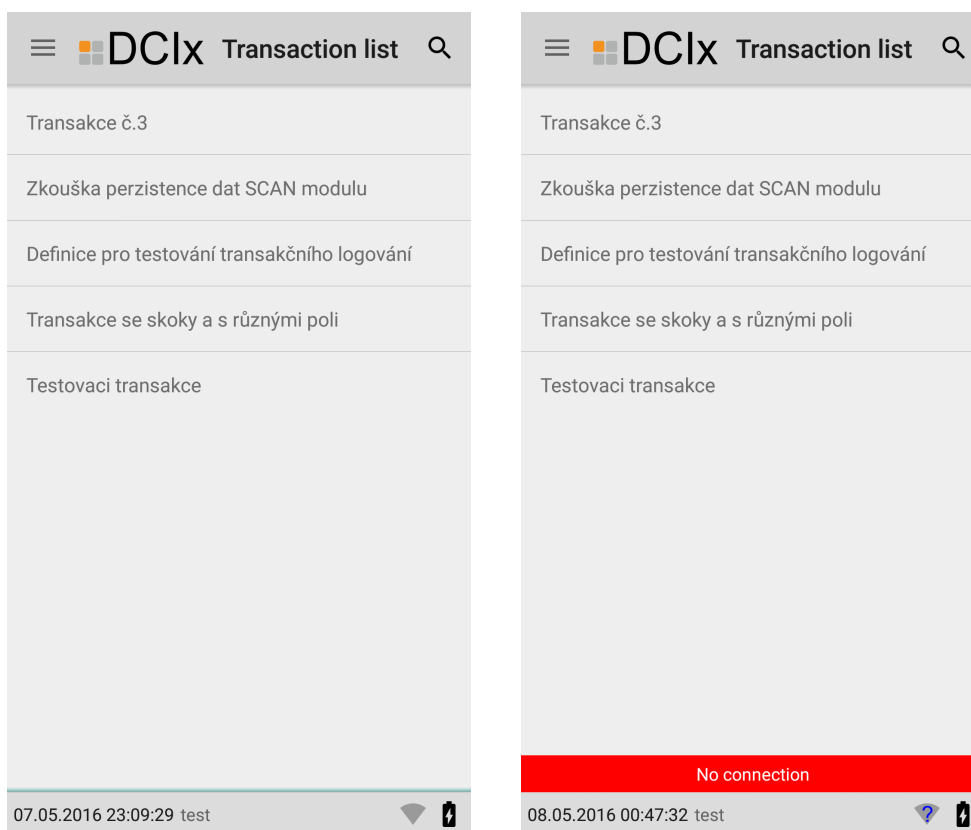 DCIx Transaction list
Transakce č.3
Zkouška perzistence dat SCAN modulu
Definice pro testování transakčního logování
Transakce se skoky a s různými poli
Testovaci transakce
07.05.2016 23:09:29 test
DCIx Transaction list
Transakce č.3
Zkouška perzistence dat SCAN modulu
Definice pro testování transakčního logování
Transakce se skoky a s různými poli
Testovaci transakce
No connection
08.05.2016 00:47:32 test
?